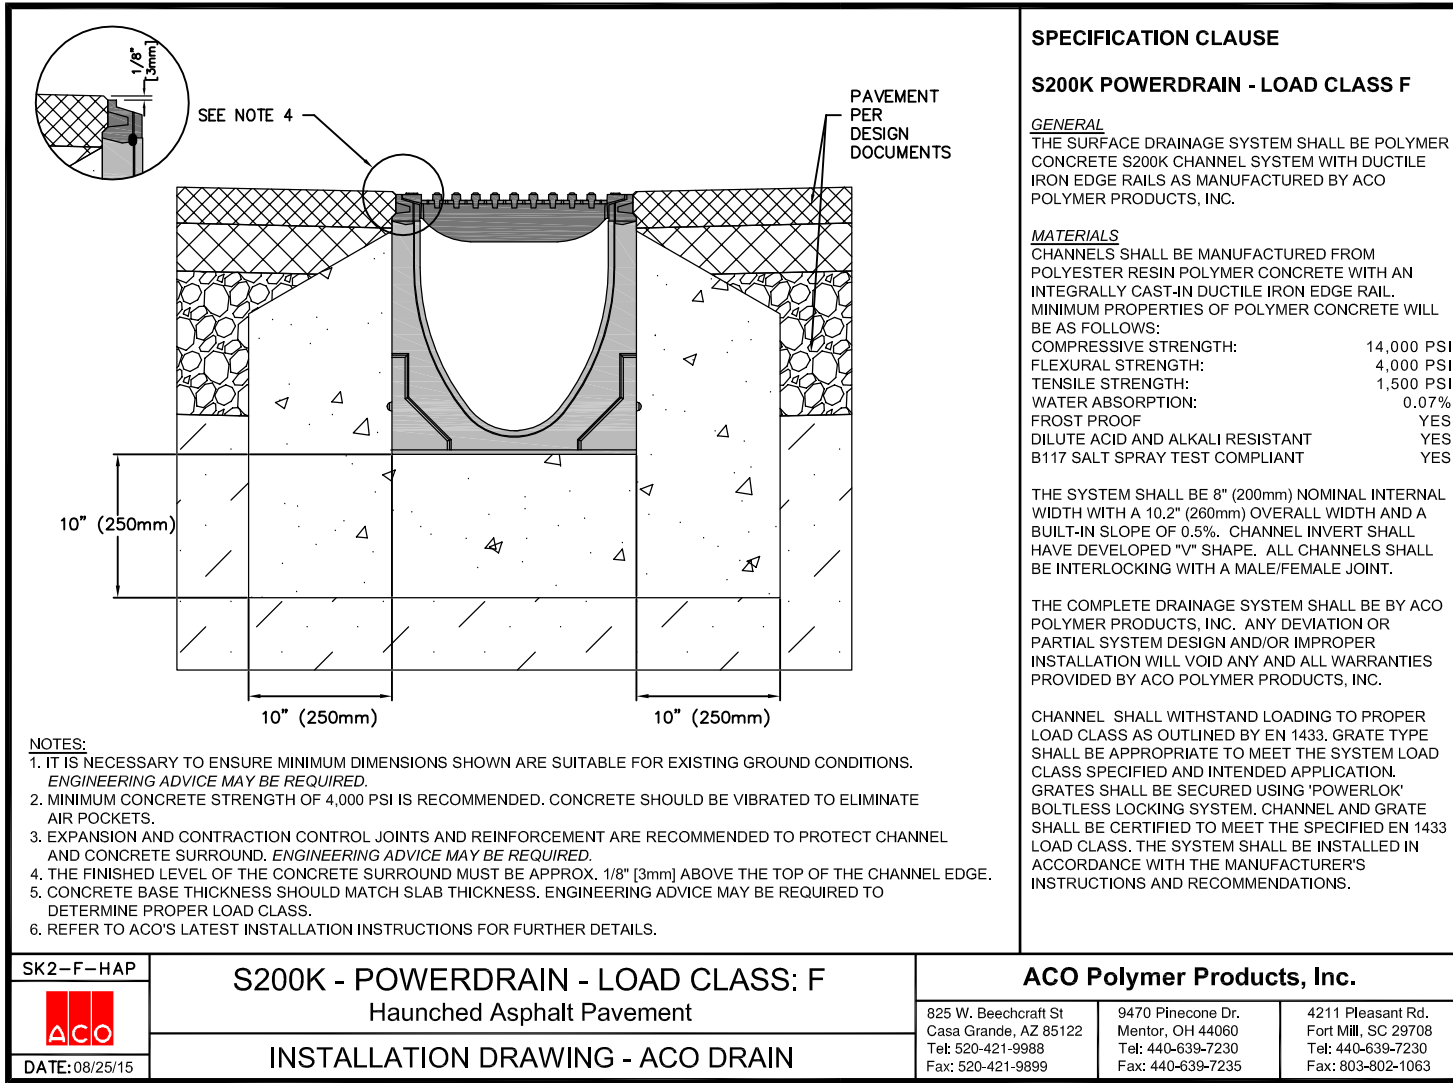 1/8"
[3mm]
SEE NOTE 4
PAVEMENT
PER
DESIGN
DOCUMENTS
10" (250mm)
10" (250mm)
10" (250mm)
NOTES:
1. IT IS NECESSARY TO ENSURE MINIMUM DIMENSIONS SHOWN ARE SUITABLE FOR EXISTING GROUND CONDITIONS.
ENGINEERING ADVICE MAY BE REQUIRED.
2. MINIMUM CONCRETE STRENGTH OF 4,000 PSI IS RECOMMENDED. CONCRETE SHOULD BE VIBRATED TO ELIMINATE
AIR POCKETS.
3. EXPANSION AND CONTRACTION CONTROL JOINTS AND REINFORCEMENT ARE RECOMMENDED TO PROTECT CHANNEL
AND CONCRETE SURROUND. ENGINEERING ADVICE MAY BE REQUIRED.
4. THE FINISHED LEVEL OF THE CONCRETE SURROUND MUST BE APPROX. 1/8" [3mm] ABOVE THE TOP OF THE CHANNEL EDGE.
5. CONCRETE BASE THICKNESS SHOULD MATCH SLAB THICKNESS. ENGINEERING ADVICE MAY BE REQUIRED TO
DETERMINE PROPER LOAD CLASS.
6. REFER TO ACO'S LATEST INSTALLATION INSTRUCTIONS FOR FURTHER DETAILS.
SPECIFICATION CLAUSE
S200K POWERDRAIN - LOAD CLASS F
GENERAL
THE SURFACE DRAINAGE SYSTEM SHALL BE POLYMER
CONCRETE S200K CHANNEL SYSTEM WITH DUCTILE
IRON EDGE RAILS AS MANUFACTURED BY ACO
POLYMER PRODUCTS, INC.
MATERIALS
CHANNELS SHALL BE MANUFACTURED FROM
POLYESTER RESIN POLYMER CONCRETE WITH AN
INTEGRALLY CAST-IN DUCTILE IRON EDGE RAIL.
MINIMUM PROPERTIES OF POLYMER CONCRETE WILL
BE AS FOLLOWS:
COMPRESSIVE STRENGTH: 14,000 PSI
FLEXURAL STRENGTH: 4,000 PSI
TENSILE STRENGTH: 1,500 PSI
WATER ABSORPTION: 0.07%
FROST PROOF YES
DILUTE ACID AND ALKALI RESISTANT YES
B117 SALT SPRAY TEST COMPLIANT YES
THE SYSTEM SHALL BE 8" (200mm) NOMINAL INTERNAL
WIDTH WITH A 10.2" (260mm) OVERALL WIDTH AND A
BUILT-IN SLOPE OF 0.5%. CHANNEL INVERT SHALL
HAVE DEVELOPED "V" SHAPE. ALL CHANNELS SHALL
BE INTERLOCKING WITH A MALE/FEMALE JOINT.
THE COMPLETE DRAINAGE SYSTEM SHALL BE BY ACO
POLYMER PRODUCTS, INC. ANY DEVIATION OR
PARTIAL SYSTEM DESIGN AND/OR IMPROPER
INSTALLATION WILL VOID ANY AND ALL WARRANTIES
PROVIDED BY ACO POLYMER PRODUCTS, INC.
CHANNEL SHALL WITHSTAND LOADING TO PROPER
LOAD CLASS AS OUTLINED BY EN 1433. GRATE TYPE
SHALL BE APPROPRIATE TO MEET THE SYSTEM LOAD
CLASS SPECIFIED AND INTENDED APPLICATION.
GRATES SHALL BE SECURED USING 'POWERLOK'
BOLTLESS LOCKING SYSTEM. CHANNEL AND GRATE
SHALL BE CERTIFIED TO MEET THE SPECIFIED EN 1433
LOAD CLASS. THE SYSTEM SHALL BE INSTALLED IN
ACCORDANCE WITH THE MANUFACTURER'S
INSTRUCTIONS AND RECOMMENDATIONS.
SK2-F-HAP
ACO
DATE: 08/25/15
S200K - POWERDRAIN - LOAD CLASS: F
Haunched Asphalt Pavement
INSTALLATION DRAWING - ACO DRAIN
ACO Polymer Products, Inc.
825 W. Beechcraft St
Casa Grande, AZ 85122
Tel: 520-421-9988
Fax: 520-421-9899
9470 Pinecone Dr.
Mentor, OH 44060
Tel: 440-639-7230
Fax: 440-639-7235
4211 Pleasant Rd.
Fort Mill, SC 29708
Tel: 440-639-7230
Fax: 803-802-1063